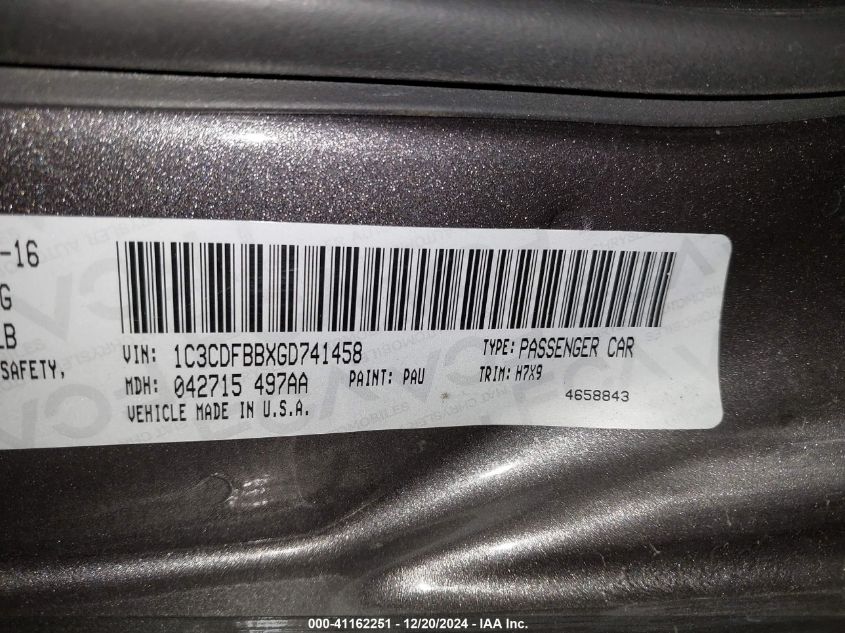 -16
G
LB
SAFETY,
VIN: 1C3CDFBBXGD741458 TYPE: PASSENGER CAR
MDH: 042715 497AA PAINT: PAU TRIM: H7X9
VEHICLE MADE IN U.S.A. 4658843
000-41162251 - 12/20/2024 - IAA Inc.